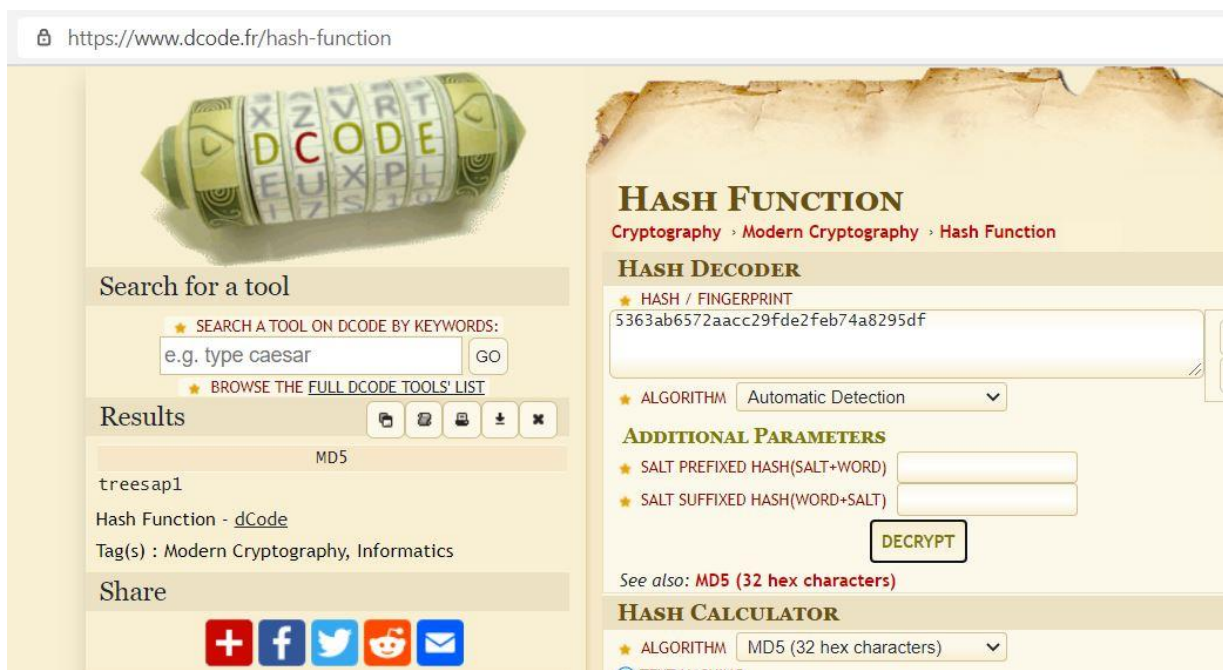 https://www.dcode.fr/hash-function
X Z V R T
D C O D E
E U X P L
I 7 S 1 0
Search for a tool
SEARCH A TOOL ON DCODE BY KEYWORDS:
e.g. type caesar
GO
BROWSE THE FULL DCODE TOOLS' LIST
Results
MD5
treesap1
Hash Function - dCode
Tag(s) : Modern Cryptography, Informatics
Share
HASH FUNCTION
Cryptography › Modern Cryptography › Hash Function
HASH DECODER
HASH / FINGERPRINT
5363ab6572aacc29fde2feb74a8295df
ALGORITHM Automatic Detection
ADDITIONAL PARAMETERS
SALT PREFIXED HASH(SALT+WORD)
SALT SUFFIXED HASH(WORD+SALT)
DECRYPT
See also: MD5 (32 hex characters)
HASH CALCULATOR
ALGORITHM MD5 (32 hex characters)